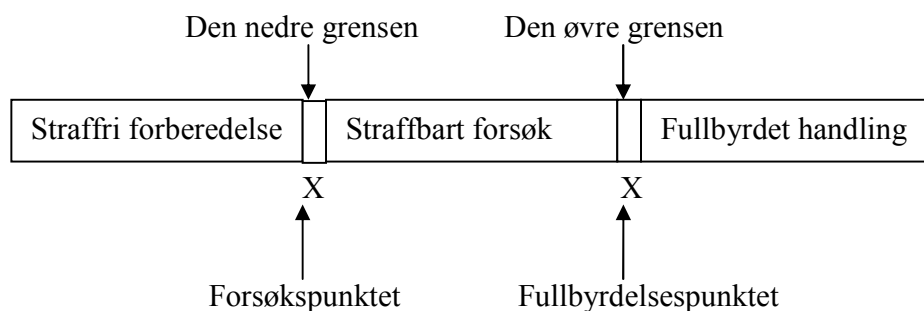 Den nedre grensen Den øvre grensen
Straffri forberedelse Straffbart forsøk Fullbyrdet handling
X X
Forsøkspunktet Fullbyrdelsespunktet